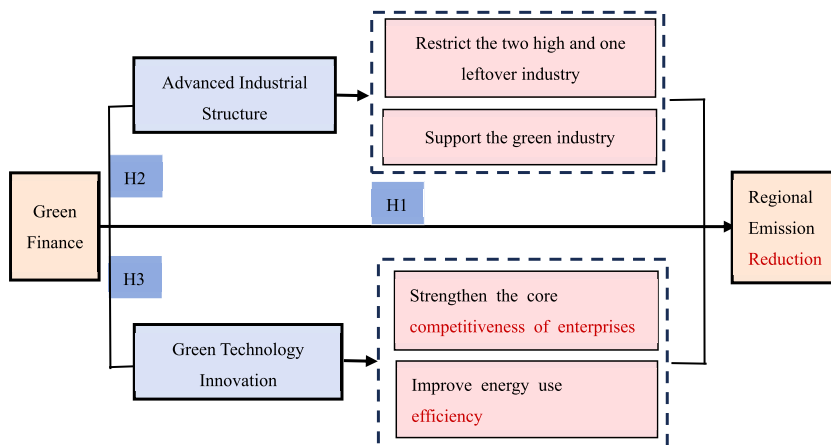 Restrict the two high and one
leftover industry
Advanced Industrial
Structure
Support the green industry
H2
H1
Green
Finance
Regional
Emission
Reduction
H3
Strengthen the core
competitiveness of enterprises
Green Technology
Innovation
Improve energy use
efficiency